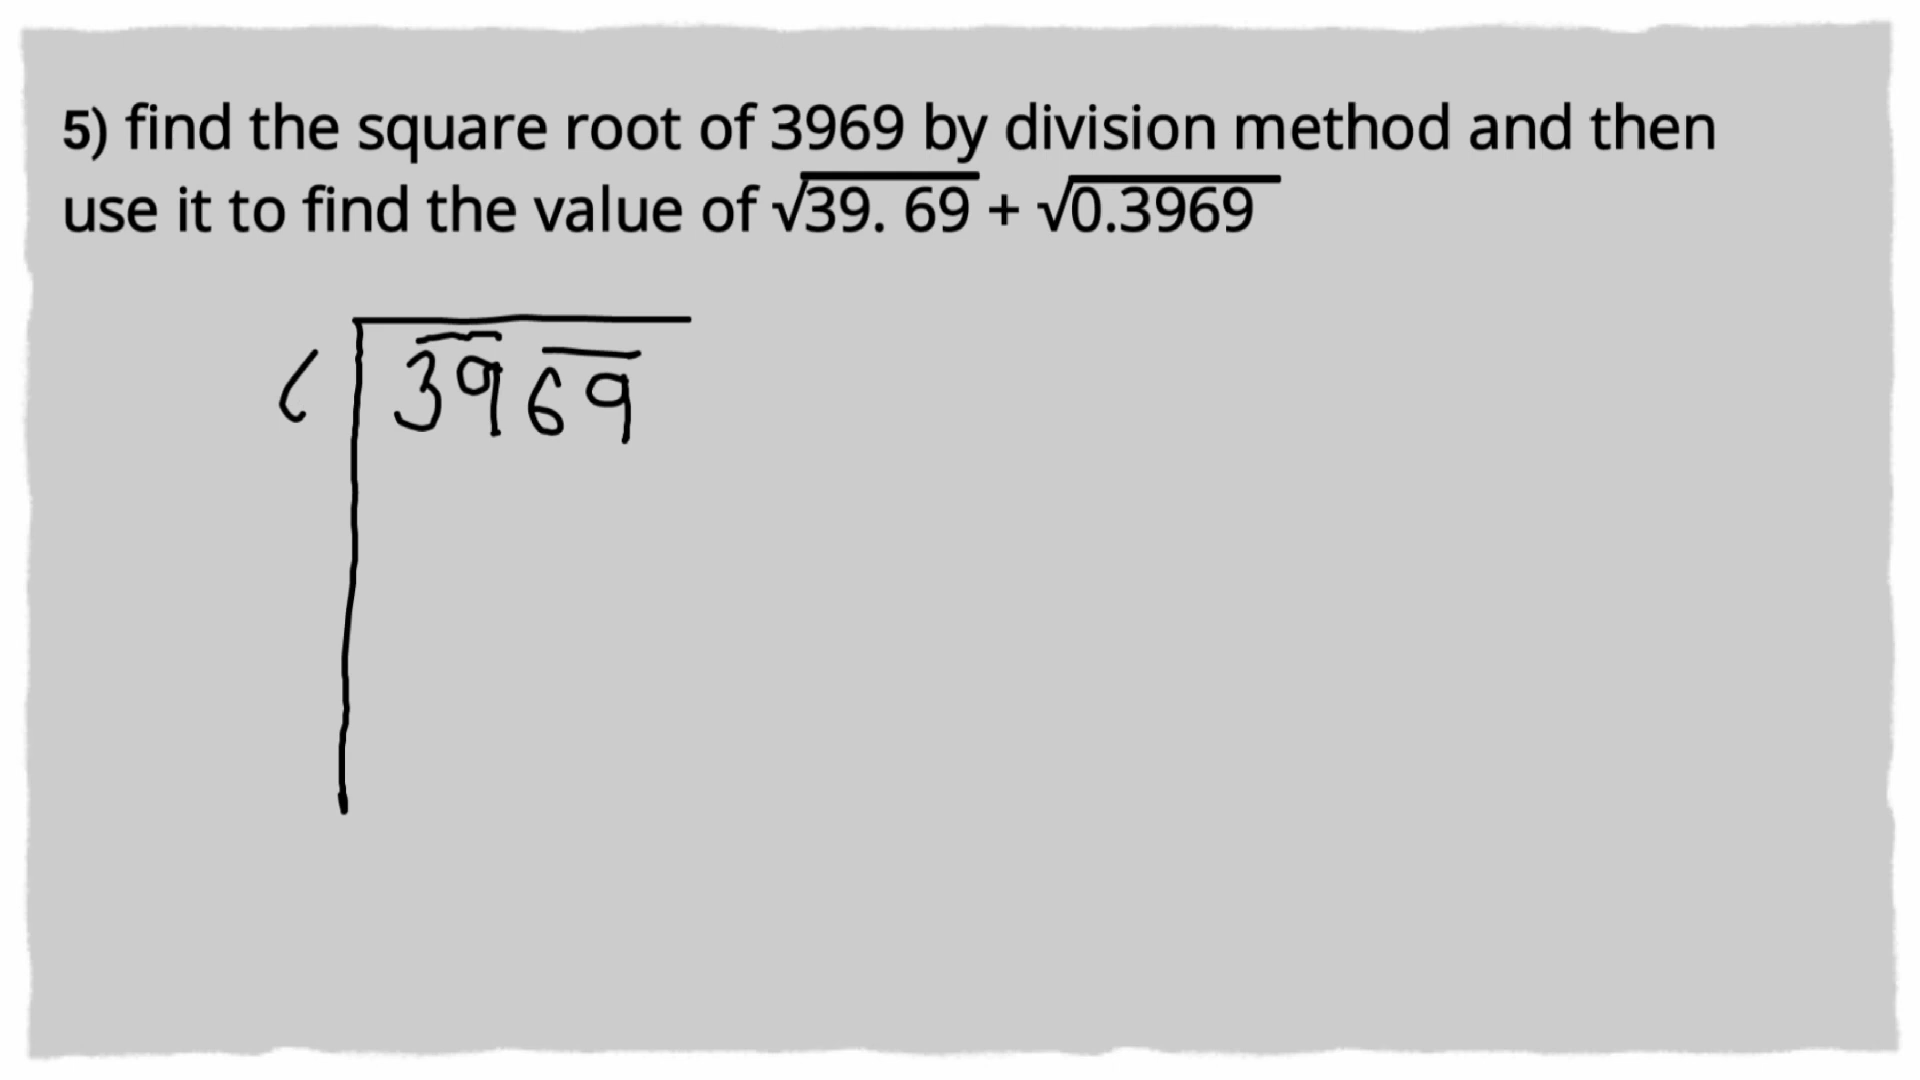 5) find the square root of 3969 by division method and then
use it to find the value of √39. 69 + √0.3969
3969